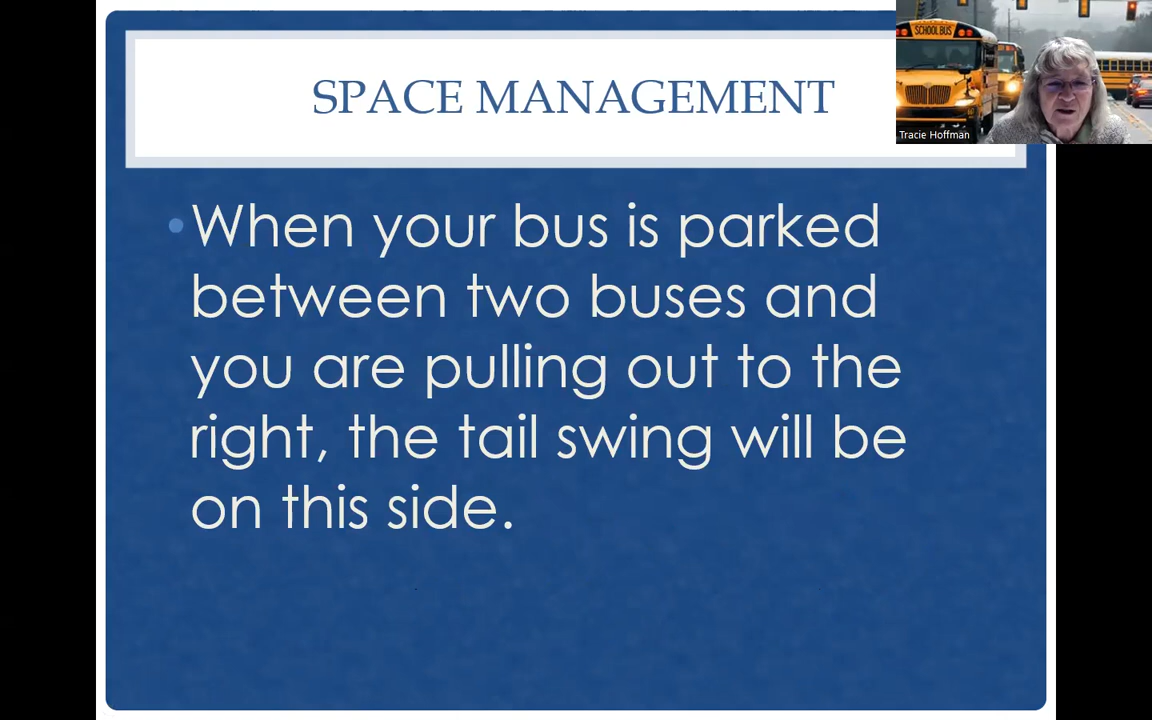 SPACE MANAGEMENT
SCHOOL BUS
Tracie Hoffman
•When your bus is parked
between two buses and
you are pulling out to the
right, the tail swing will be
on this side.